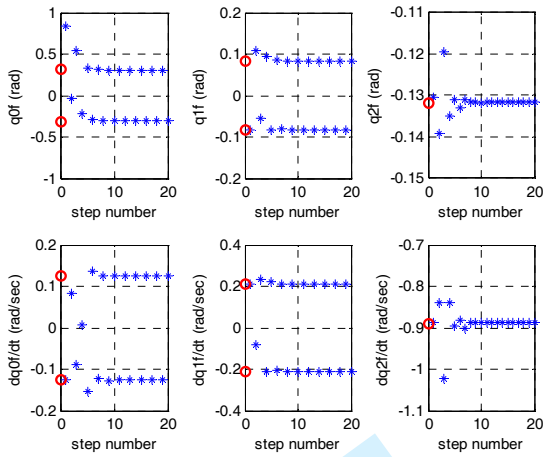 1
0.5
0
-0.5
-1
q0f (rad)
0 10 20
step number
0.2
0.1
0
-0.1
-0.2
q1f (rad)
0 10 20
step number
-0.11
-0.12
-0.13
-0.14
-0.15
q2f (rad)
0 10 20
step number
0.2
0.1
0
-0.1
-0.2
dq0f/dt (rad/sec)
0 10 20
step number
0.4
0.2
0
-0.2
-0.4
dq1f/dt (rad/sec)
0 10 20
step number
-0.7
-0.8
-0.9
-1
-1.1
dq2f/dt (rad/sec)
0 10 20
step number